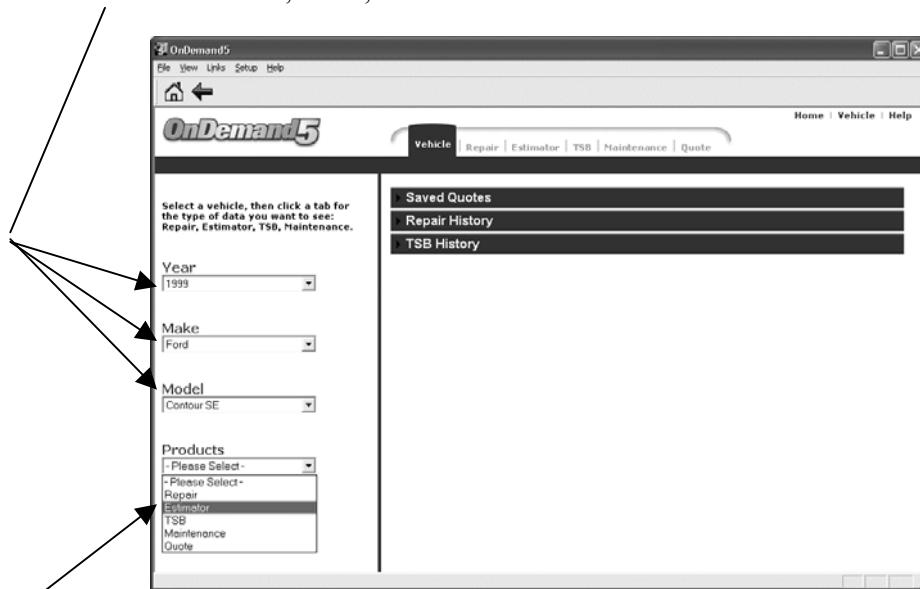 OnDemand5
File View Links Setup Help
Home | Vehicle | Help
OnDemand5
Vehicle | Repair | Estimator | TSB | Maintenance | Quote
Select a vehicle, then click a tab for
the type of data you want to see:
Repair, Estimator, TSB, Maintenance.
Saved Quotes
Repair History
TSB History
Year
1999
Make
Ford
Model
Contour SE
Products
- Please Select -
- Please Select -
Repair
Estimator
TSB
Maintenance
Quote